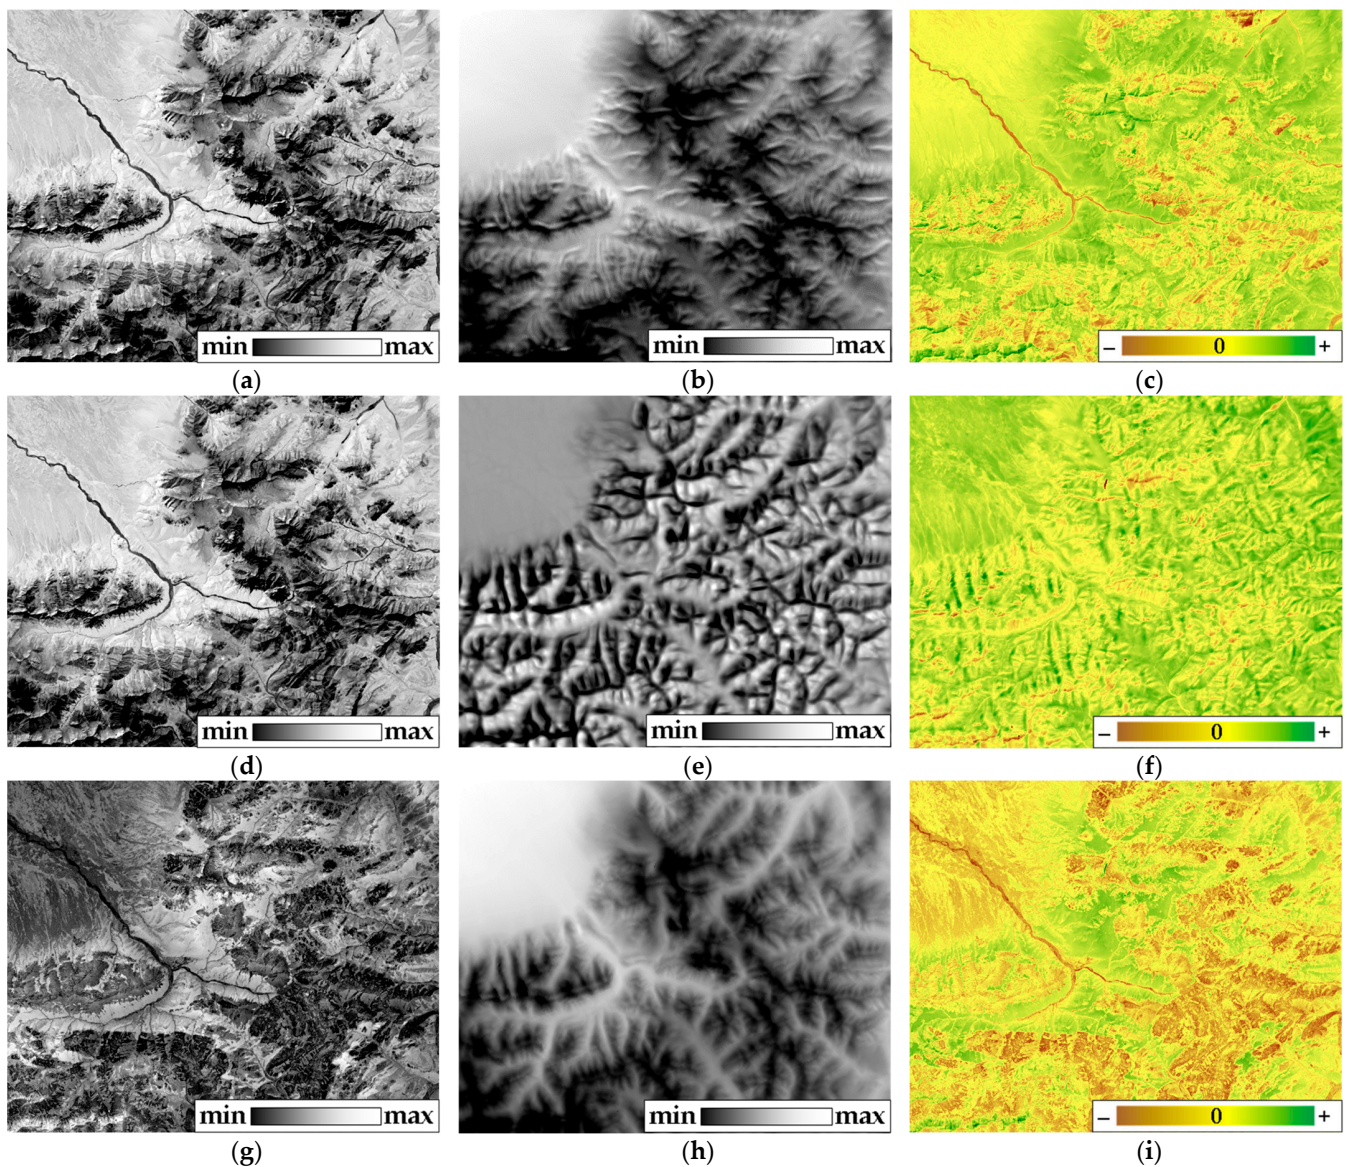 min max
min max
– 0 +
(a)
(b)
(c)
min max
min max
– 0 +
(d)
(e)
(f)
min max
min max
– 0 +
(g)
(h)
(i)